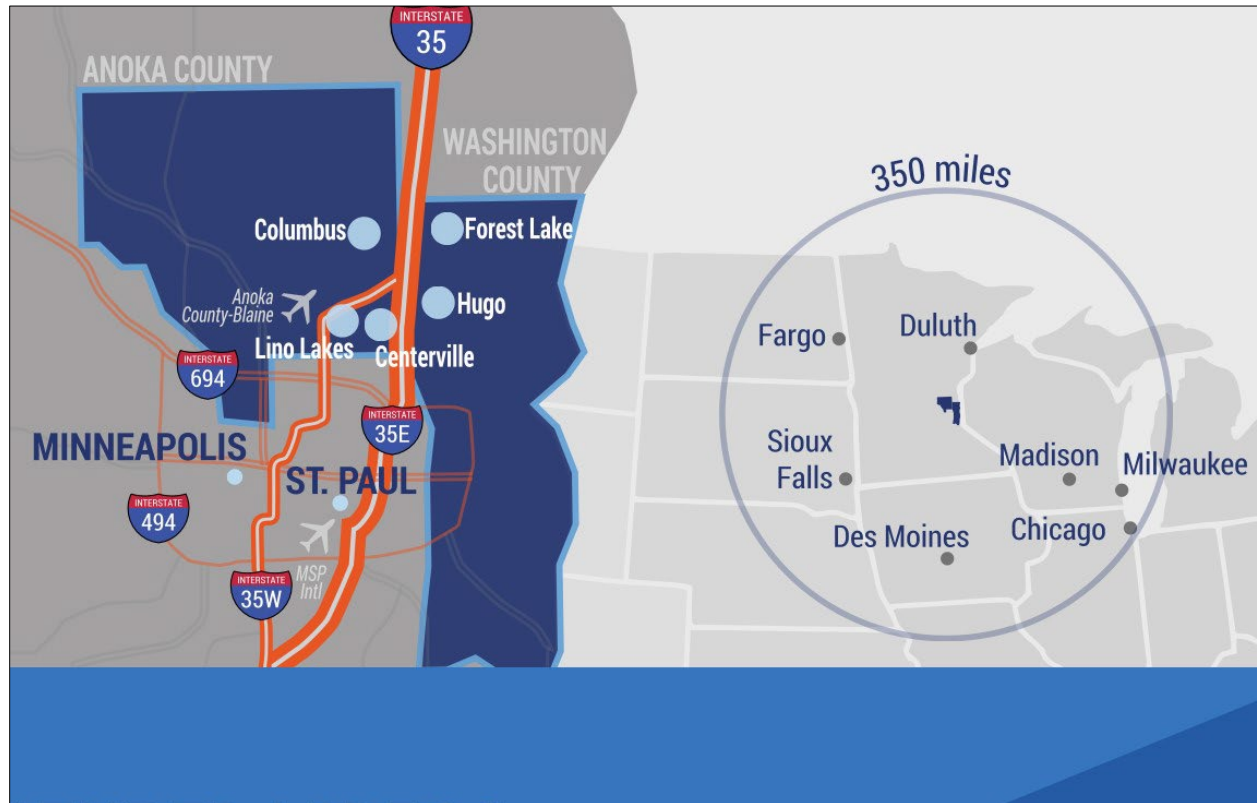 INTERSTATE
35
ANOKA COUNTY
WASHINGTON
COUNTY
Columbus
Forest Lake
Anoka
County-Blaine
Hugo
Lino Lakes
Centerville
INTERSTATE
694
INTERSTATE
35E
MINNEAPOLIS
ST. PAUL
INTERSTATE
494
MSP
Intl
INTERSTATE
35W
350 miles
Fargo
Duluth
Sioux
Falls
Madison
Milwaukee
Des Moines
Chicago